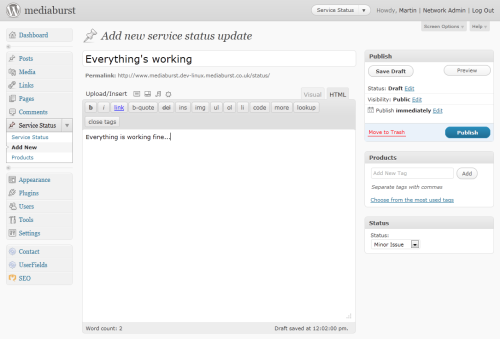 mediaburst
Service Status
Howdy, Martin | Network Admin | Log Out
Screen Options
Help
Dashboard
Posts
Media
Links
Pages
Comments
Service Status
Service Status
Add New
Products
Appearance
Plugins
Users
Tools
Settings
Contact
UserFields
SEO
Add new service status update
Everything's working
Permalink: http://www.mediaburst.dev-linux.mediaburst.co.uk/status/
Upload/Insert
Visual
HTML
b
i
link
b-quote
del
ins
img
ul
ol
li
code
more
lookup
close tags
Everything is working fine...
Word count: 2
Draft saved at 12:02:00 pm.
Publish
Save Draft
Preview
Status: Draft Edit
Visibility: Public Edit
Publish immediately Edit
Move to Trash
Publish
Products
Add New Tag
Add
Separate tags with commas
Choose from the most used tags
Status
Status:
Minor Issue